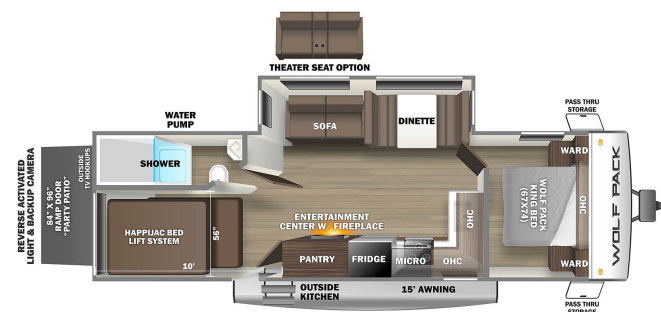 THEATER SEAT OPTION
WATER
PUMP
PASS THRU
STORAGE
SOFA
DINETTE
SHOWER
WARD
OUTSIDE
TV HOOKUPS
REVERSE ACTIVATED
LIGHT & BACKUP CAMERA
84" X 96"
RAMP DOOR
"PARTY PATIO"
HAPPIJAC BED
LIFT SYSTEM
56"
10'
ENTERTAINMENT
CENTER W/ FIREPLACE
OHC
WOLF PACK
KING BED
(67X74)
OHC
WOLF PACK
PANTRY
FRIDGE
MICRO
OHC
WARD
OUTSIDE
KITCHEN
15' AWNING
PASS THRU
STORAGE